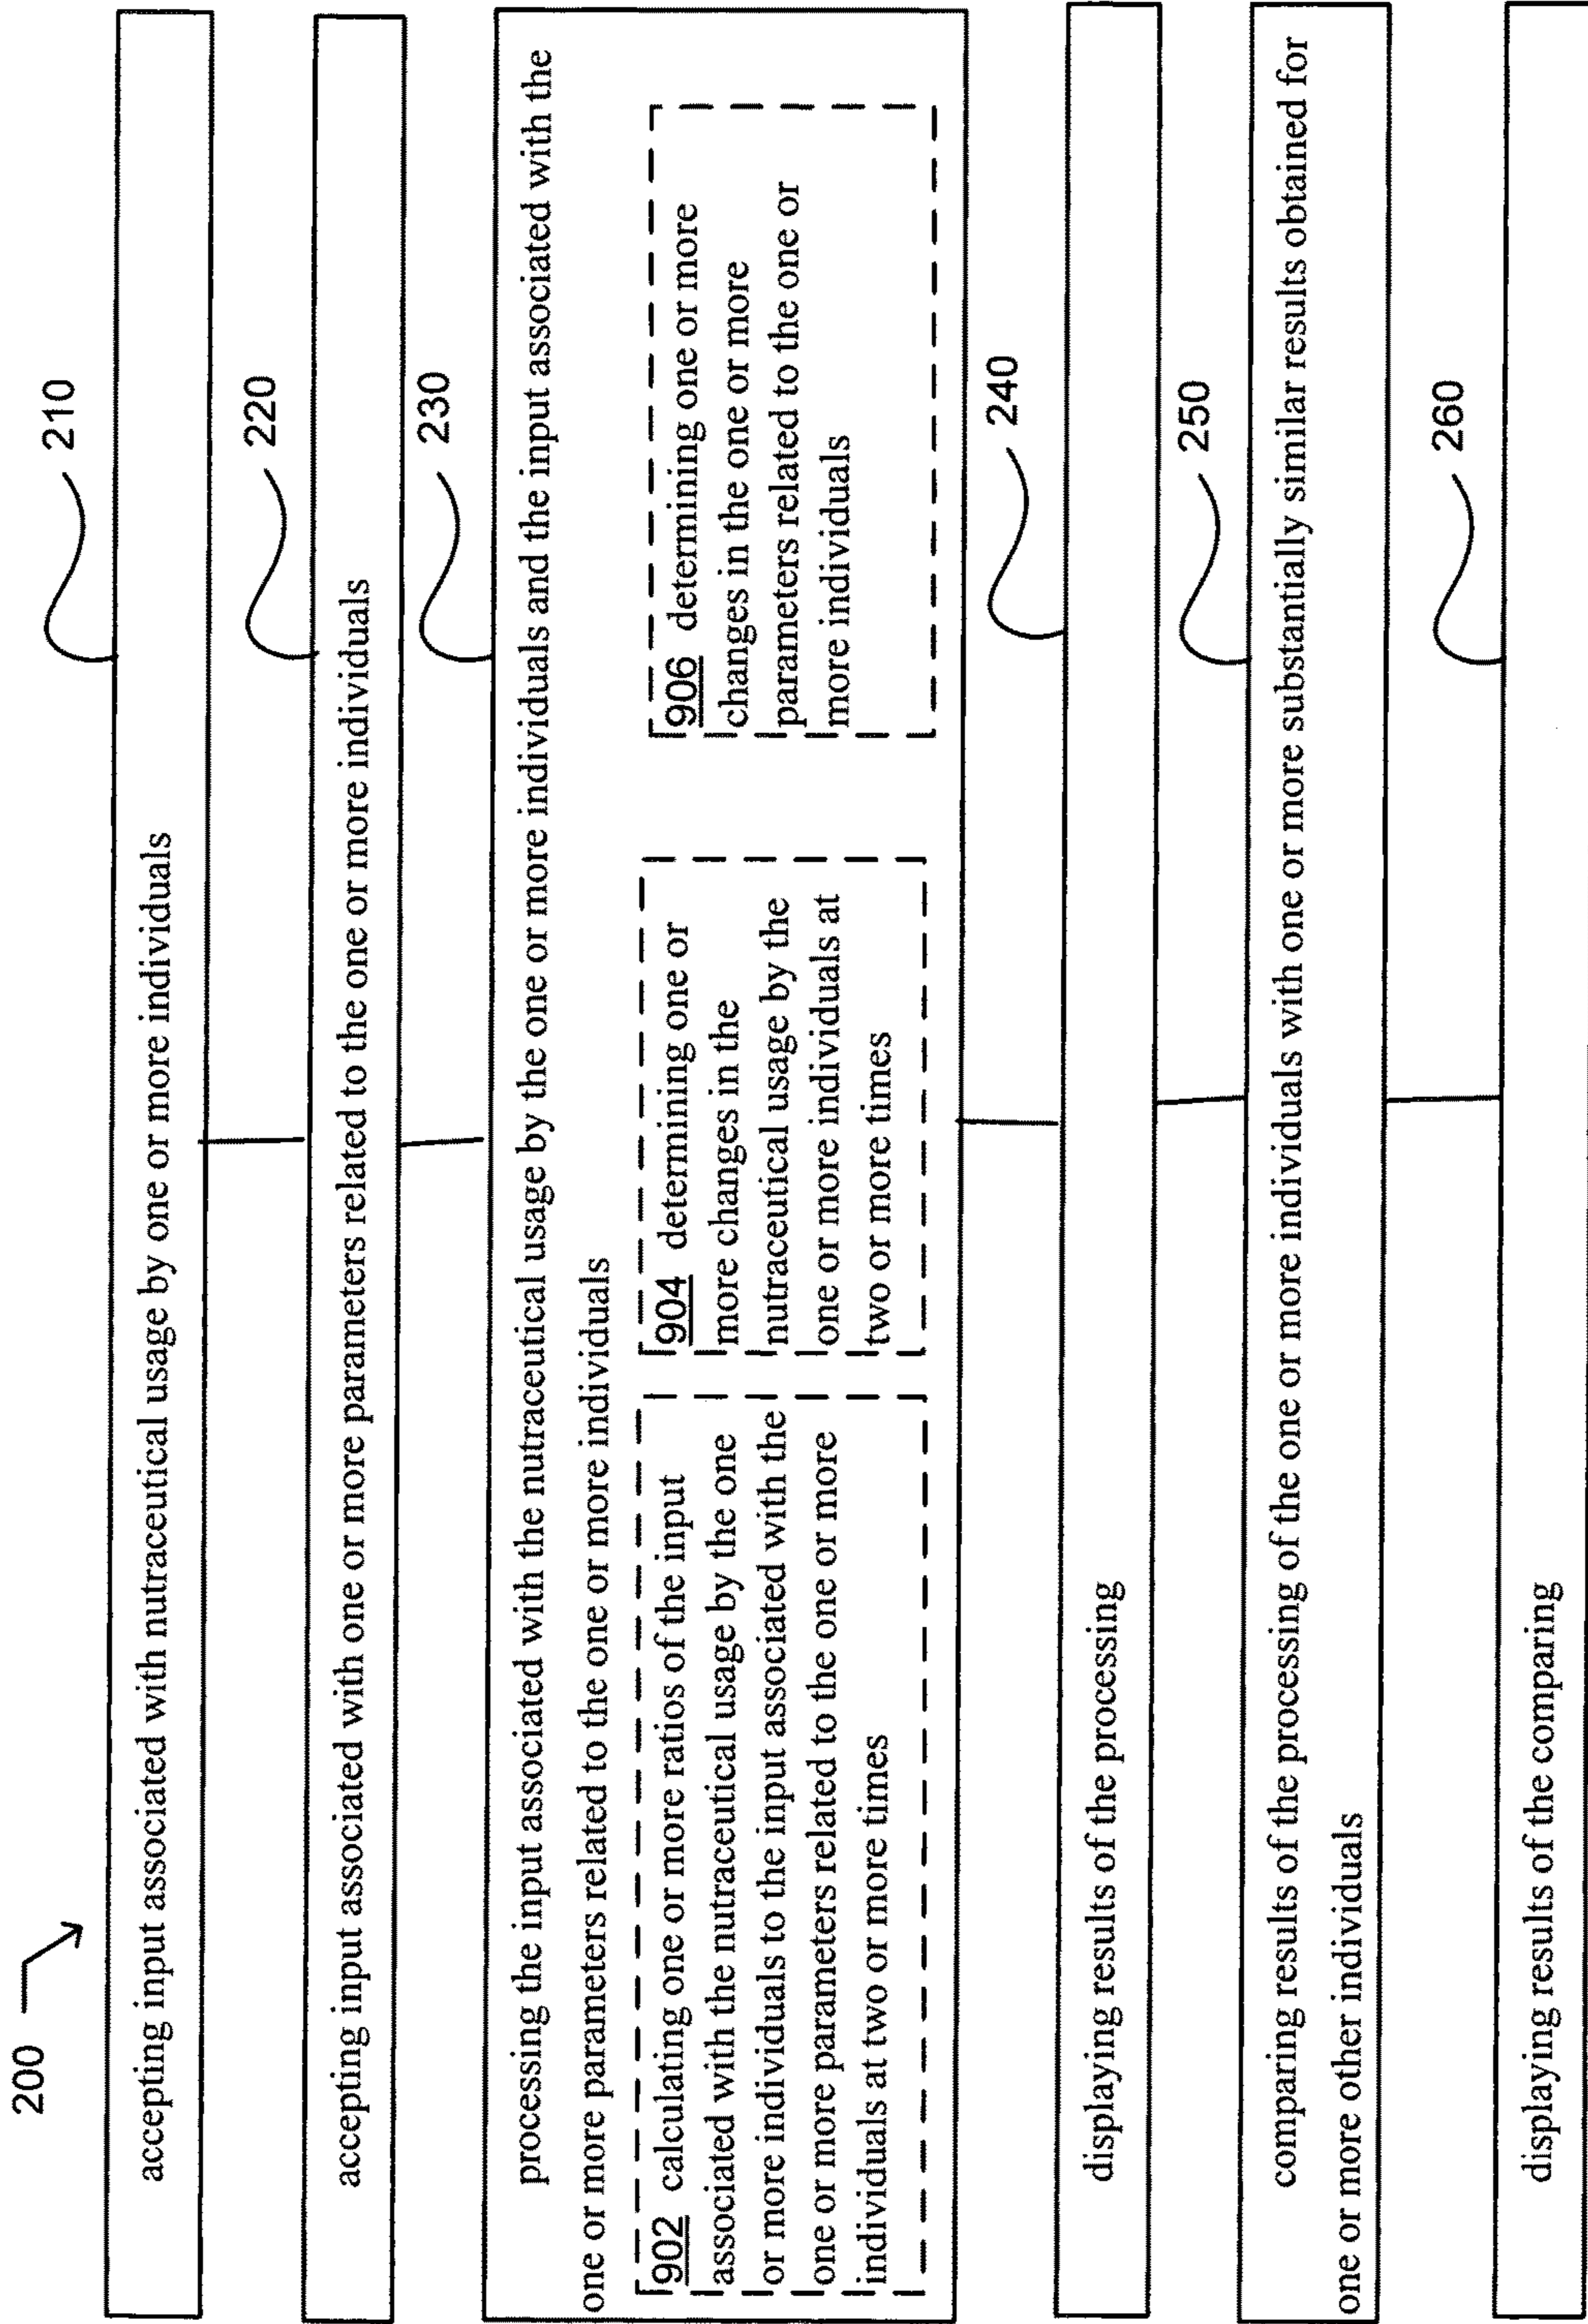 200
210
accepting input associated with nutraceutical usage by one or more individuals
220
accepting input associated with one or more parameters related to the one or more individuals
230
processing the input associated with the nutraceutical usage by the one or more individuals and the input associated with the
one or more parameters related to the one or more individuals
902 calculating one or more ratios of the input
associated with the nutraceutical usage by the one
or more individuals to the input associated with the
one or more parameters related to the one or more
individuals at two or more times
904 determining one or
more changes in the
nutraceutical usage by the
one or more individuals at
two or more times
906 determining one or more
changes in the one or more
parameters related to the one or
more individuals
240
displaying results of the processing
250
comparing results of the processing of the one or more individuals with one or more substantially similar results obtained for
one or more other individuals
260
displaying results of the comparing